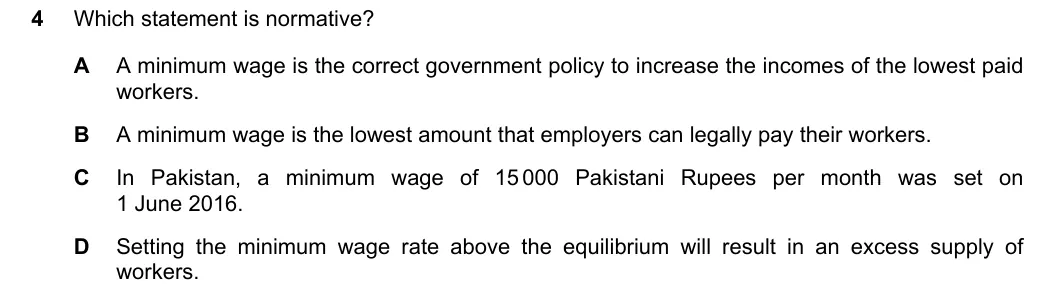 4 Which statement is normative?
A A minimum wage is the correct government policy to increase the incomes of the lowest paid
workers.
B A minimum wage is the lowest amount that employers can legally pay their workers.
C In Pakistan, a minimum wage of 15 000 Pakistani Rupees per month was set on
1 June 2016.
D Setting the minimum wage rate above the equilibrium will result in an excess supply of
workers.